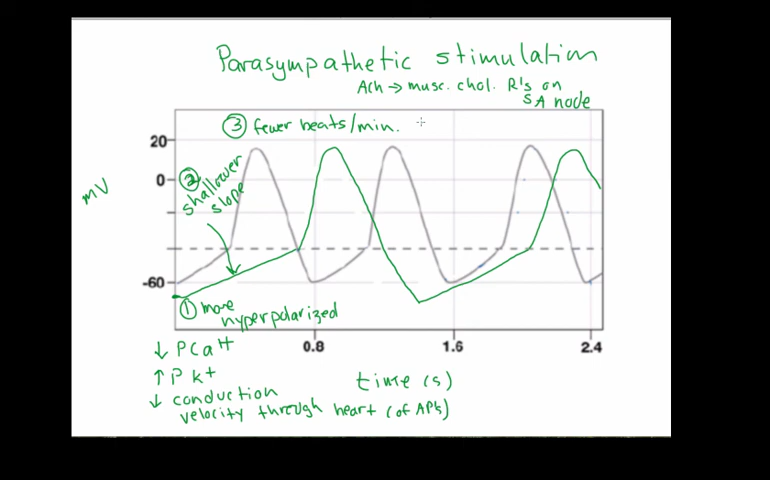 Parasympathetic stimulation
Ach → musc. chol. R's on
SA node
③ fewer beats/min.
20
0
mV
② shallower
slope
-60
① more
hyperpolarized
0.8
1.6
2.4
↓ PCa++
↑ PK+
time (s)
↓ conduction
velocity through heart (of APs)